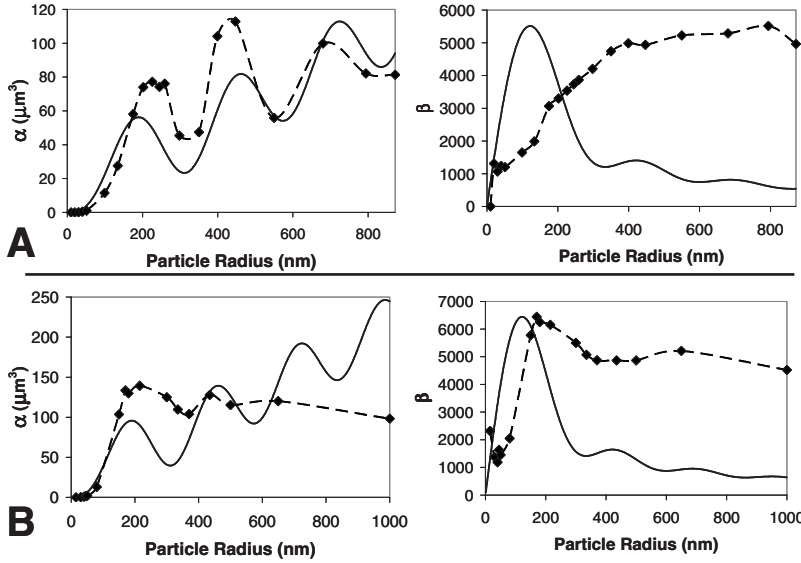 120
100
80
60
40
20
0
α (μm³)
0 200 400 600 800
Particle Radius (nm)
A
6000
5000
4000
3000
2000
1000
0
β
0 200 400 600 800
Particle Radius (nm)
250
200
150
100
50
0
α (μm³)
0 200 400 600 800 1000
Particle Radius (nm)
B
7000
6000
5000
4000
3000
2000
1000
0
β
0 200 400 600 800 1000
Particle Radius (nm)